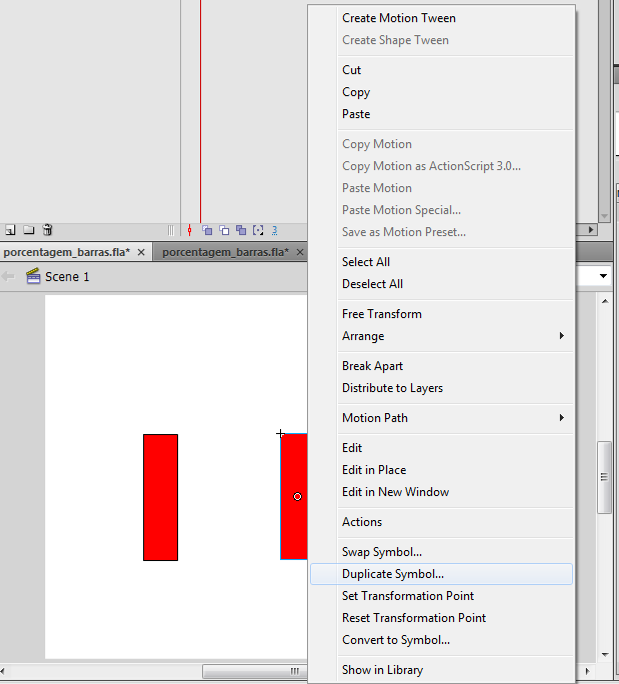 Create Motion Tween
Create Shape Tween
Cut
Copy
Paste
Copy Motion
Copy Motion as ActionScript 3.0...
Paste Motion
Paste Motion Special...
Save as Motion Preset...
Select All
Deselect All
Free Transform
Arrange
Break Apart
Distribute to Layers
Motion Path
Edit
Edit in Place
Edit in New Window
Actions
Swap Symbol...
Duplicate Symbol...
Set Transformation Point
Reset Transformation Point
Convert to Symbol...
Show in Library
3
porcentagem_barras.fla* porcentagem_barras.fla*
Scene 1